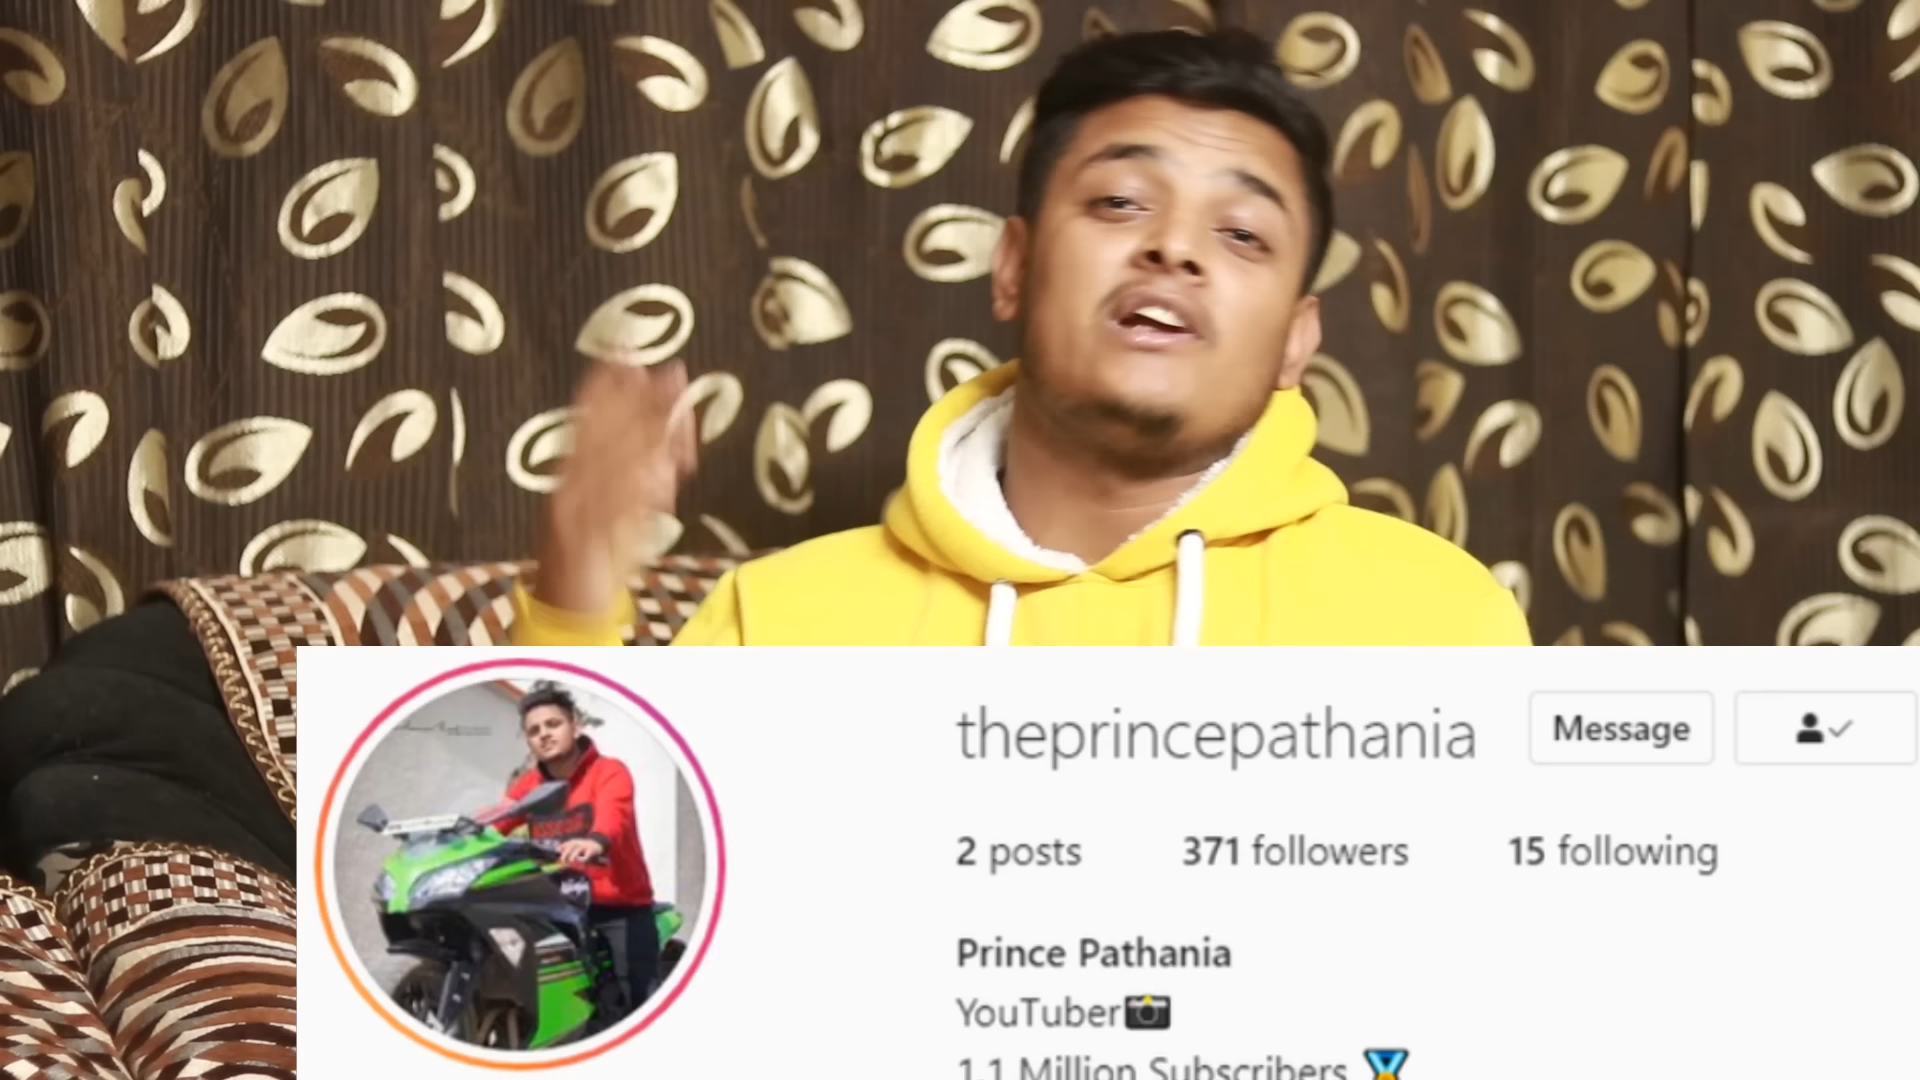 theprincepathania Message
2 posts 371 followers 15 following
Prince Pathania
YouTuber
1.1 Million Subscribers